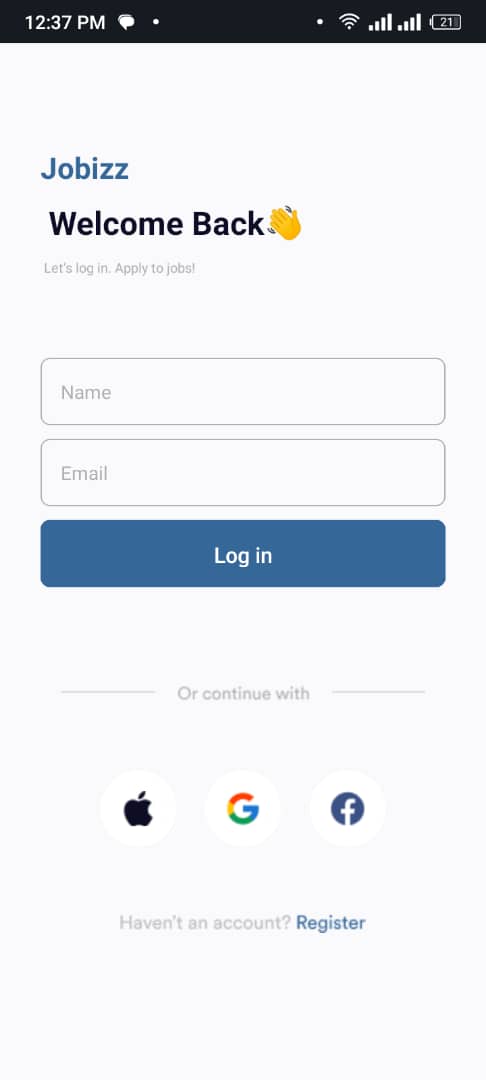 12:37 PM 21
Jobizz
Welcome Back👋
Let's log in. Apply to jobs!
Name
Email
Log in
Or continue with
Haven't an account? Register